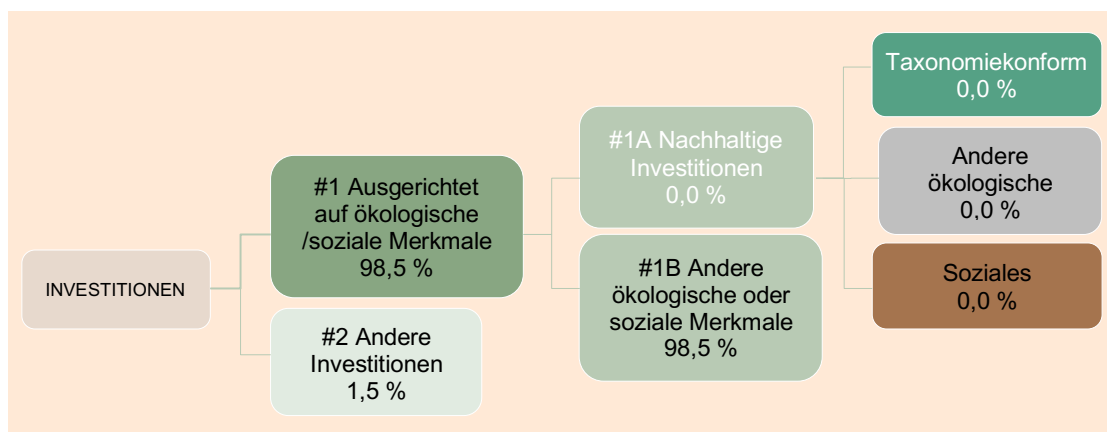 INVESTITIONEN
#1 Ausgerichtet
auf ökologische
/soziale Merkmale
98,5 %
#2 Andere
Investitionen
1,5 %
#1A Nachhaltige
Investitionen
0,0 %
#1B Andere
ökologische oder
soziale Merkmale
98,5 %
Taxonomiekonform
0,0 %
Andere
ökologische
0,0 %
Soziales
0,0 %